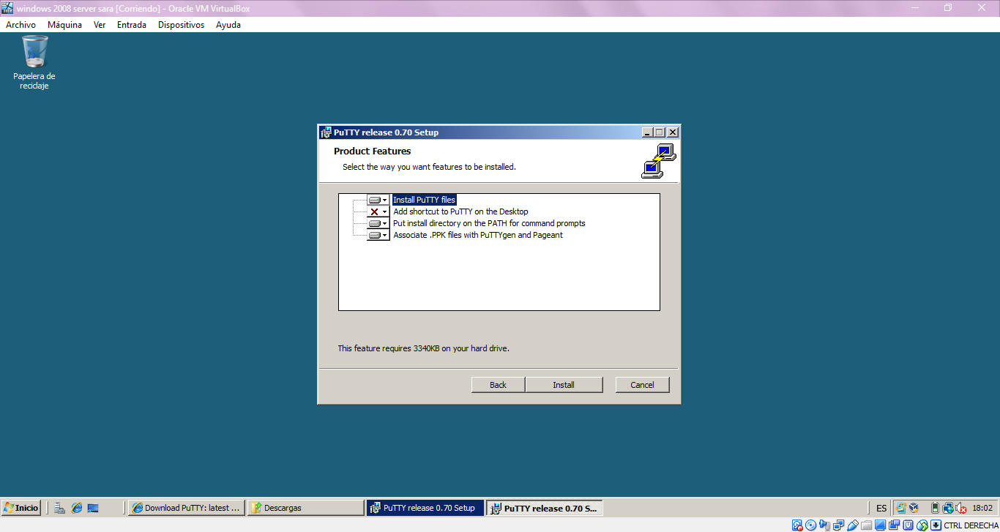 windows 2008 server sara [Corriendo] - Oracle VM VirtualBox
Archivo Máquina Ver Entrada Dispositivos Ayuda
Papelera de
reciclaje
PuTTY release 0.70 Setup
Product Features
Select the way you want features to be installed.
Install PuTTY files
Add shortcut to PuTTY on the Desktop
Put install directory on the PATH for command prompts
Associate .PPK files with PuTTYgen and Pageant
This feature requires 3340KB on your hard drive.
Back Install Cancel
Inicio Download PuTTY: latest ... Descargas PuTTY release 0.70 Setup PuTTY release 0.70 S... ES 18:02
CTRL DERECHA